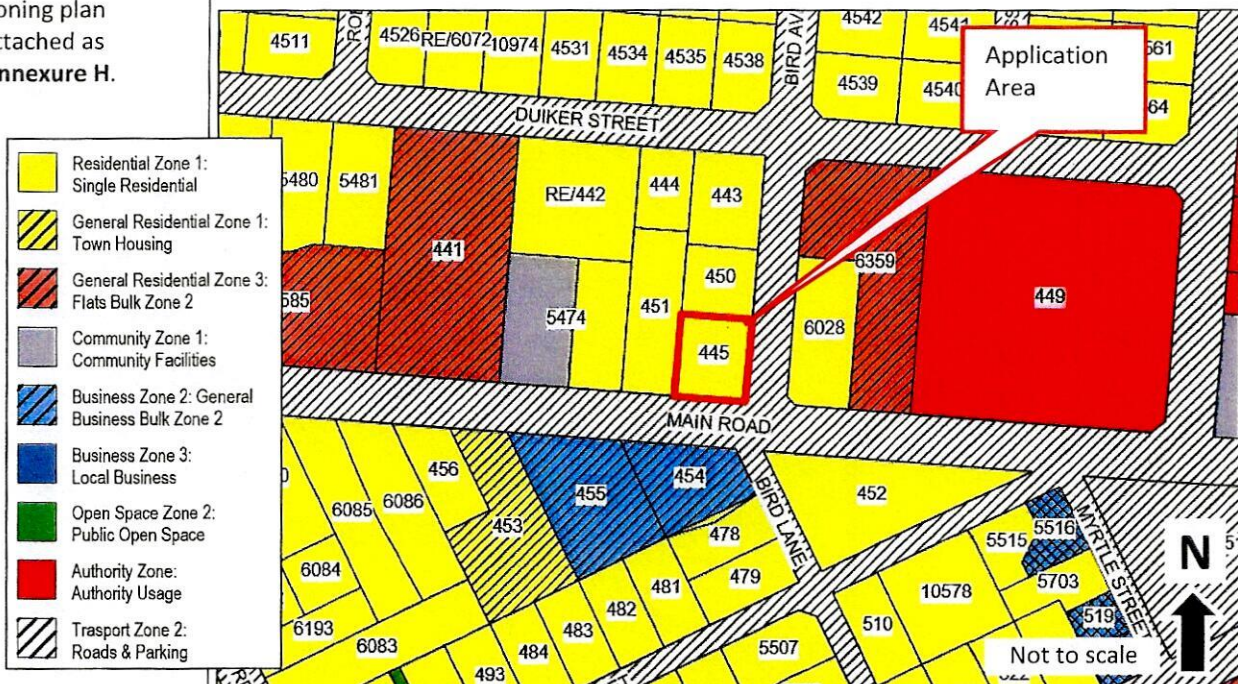 oning plan
ttached as
nnexure H.
Application
Area
Residential Zone 1:
Single Residential
General Residential Zone 1:
Town Housing
General Residential Zone 3:
Flats Bulk Zone 2
Community Zone 1:
Community Facilities
Business Zone 2: General
Business Bulk Zone 2
Business Zone 3:
Local Business
Open Space Zone 2:
Public Open Space
Authority Zone:
Authority Usage
Trasport Zone 2:
Roads & Parking
4511
4526
RE/6072
10974
4531
4534
4535
4538
BIRD AV
4542
4541
4539
4540
561
64
DUIKER STREET
5480
5481
441
RE/442
444
443
450
451
445
5474
585
6359
6028
449
MAIN ROAD
456
6085
6086
453
455
454
478
479
481
482
483
484
493
6084
6193
6083
BIRD LANE
452
5516
5515
5703
519
MYRTLE STREET
10578
510
5507
N
Not to scale